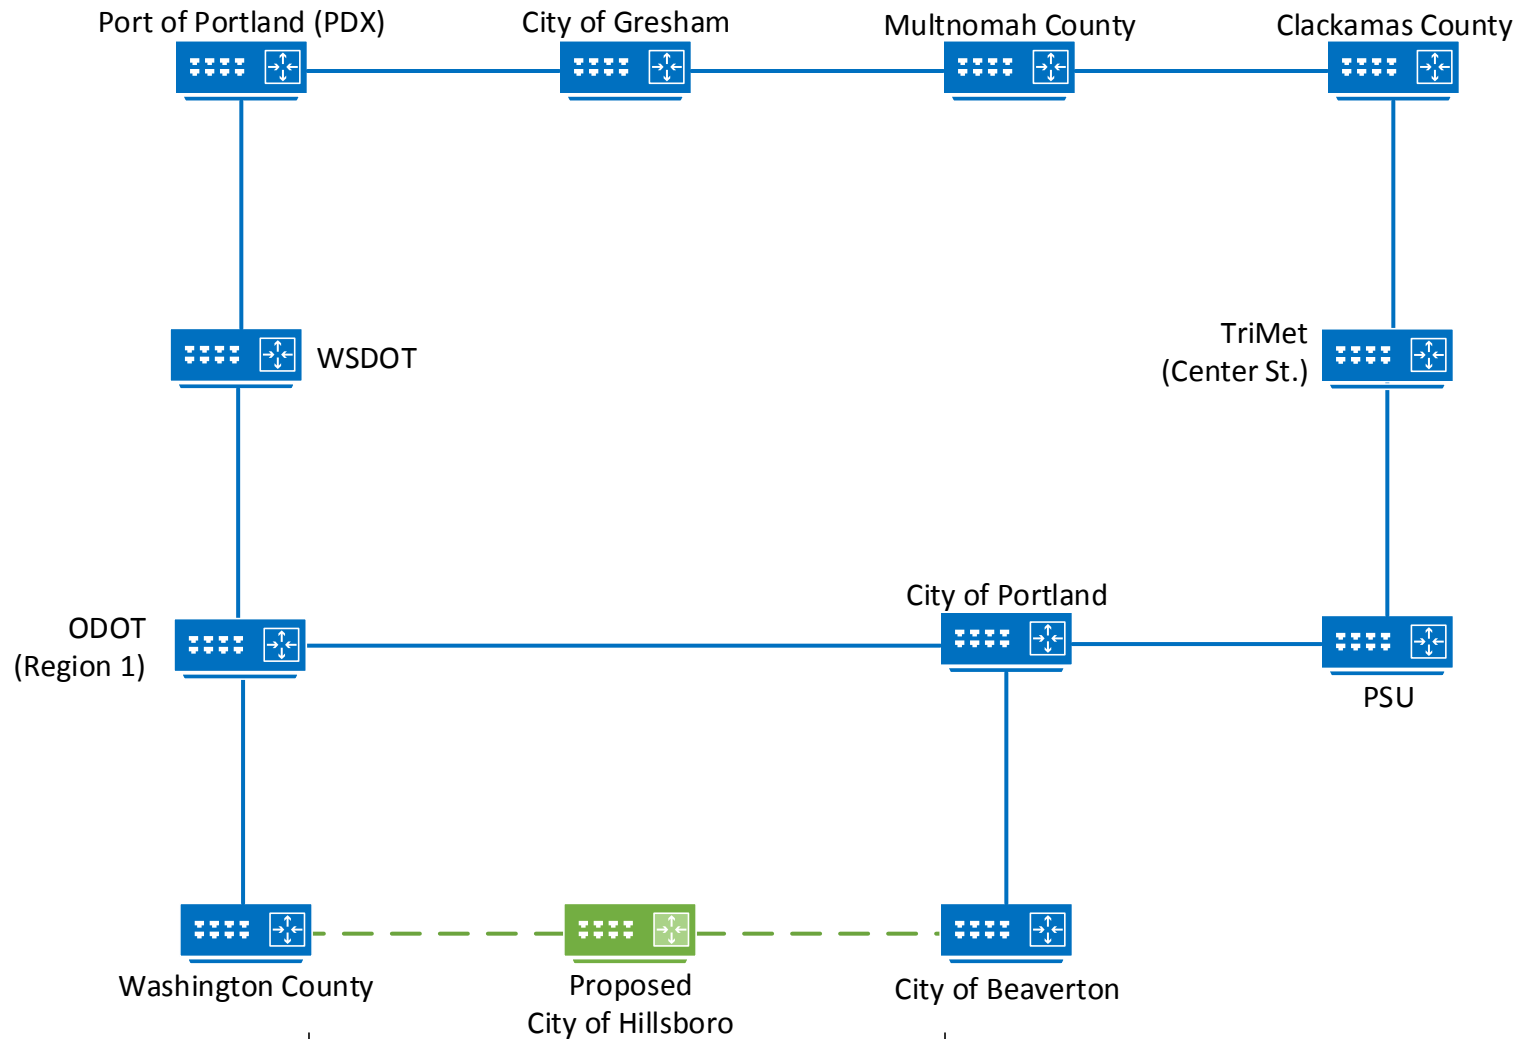 Port of Portland (PDX)
City of Gresham
Multnomah County
Clackamas County
WSDOT
TriMet
(Center St.)
ODOT
(Region 1)
City of Portland
PSU
Washington County
Proposed
City of Hillsboro
City of Beaverton